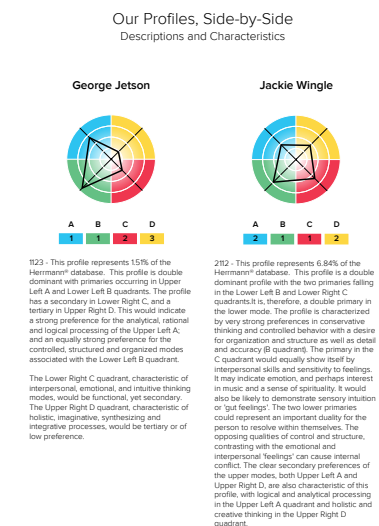 Our Profiles, Side-by-Side
Descriptions and Characteristics
George Jetson
A B C D
1 1 2 3
1123 - This profile represents 1.51% of the
Herrmann® database. This profile is double
dominant with primaries occurring in Upper
Left A and Lower Left B quadrants. The profile
has a secondary in Lower Right C, and a
tertiary in Upper Right D. This would indicate
a strong preference for the analytical, rational
and logical processing of the Upper Left A;
and an equally strong preference for the
controlled, structured and organized modes
associated with the Lower Left B quadrant.
The Lower Right C quadrant, characteristic of
interpersonal, emotional, and intuitive thinking
modes, would be functional, yet secondary.
The Upper Right D quadrant, characteristic of
holistic, imaginative, synthesizing and
integrative processes, would be tertiary or of
low preference.
Jackie Wingle
A B C D
2 1 1 2
2112 - This profile represents 6.84% of the
Herrmann® database. This profile is a double
dominant profile with the two primaries falling
in the Lower Left B and Lower Right C
quadrants.It is, therefore, a double primary in
the lower mode. The profile is characterized
by very strong preferences in conservative
thinking and controlled behavior with a desire
for organization and structure as well as detail
and accuracy (B quadrant). The primary in the
C quadrant would equally show itself by
interpersonal skills and sensitivity to feelings.
It may indicate emotion, and perhaps interest
in music and a sense of spirituality. It would
also be likely to demonstrate sensory intuition
or 'gut feelings'. The two lower primaries
could represent an important duality for the
person to resolve within themselves. The
opposing qualities of control and structure,
contrasting with the emotional and
interpersonal 'feelings' can cause internal
conflict. The clear secondary preferences of
the upper modes, both Upper Left A and
Upper Right D, are also characteristic of this
profile, with logical and analytical processing
in the Upper Left A quadrant and holistic and
creative thinking in the Upper Right D
quadrant.